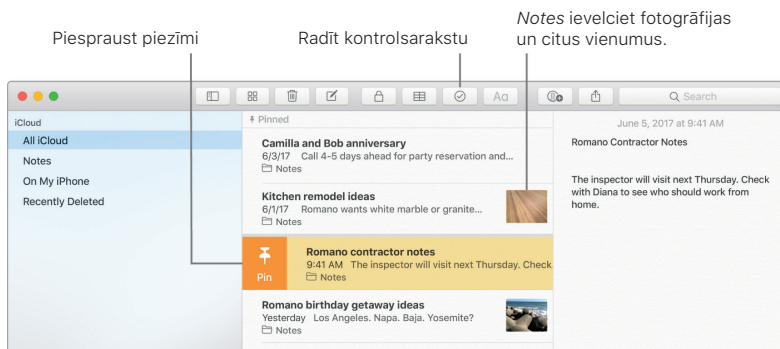 Notes ievelciet fotogrāfijas
un citus vienumus.
Piespraust piezīmi
Radīt kontrolsarakstu
Aa
Search
iCloud
All iCloud
Notes
On My iPhone
Recently Deleted
Pinned
Camilla and Bob anniversary
6/3/17 Call 4-5 days ahead for party reservation and...
Notes
Kitchen remodel ideas
6/1/17 Romano wants white marble or granite...
Notes
Pin
Romano contractor notes
9:41 AM The inspector will visit next Thursday. Check
Notes
Romano birthday getaway ideas
Yesterday Los Angeles. Napa. Baja. Yosemite?
Notes
June 5, 2017 at 9:41 AM
Romano Contractor Notes
The inspector will visit next Thursday. Check
with Diana to see who should work from
home.